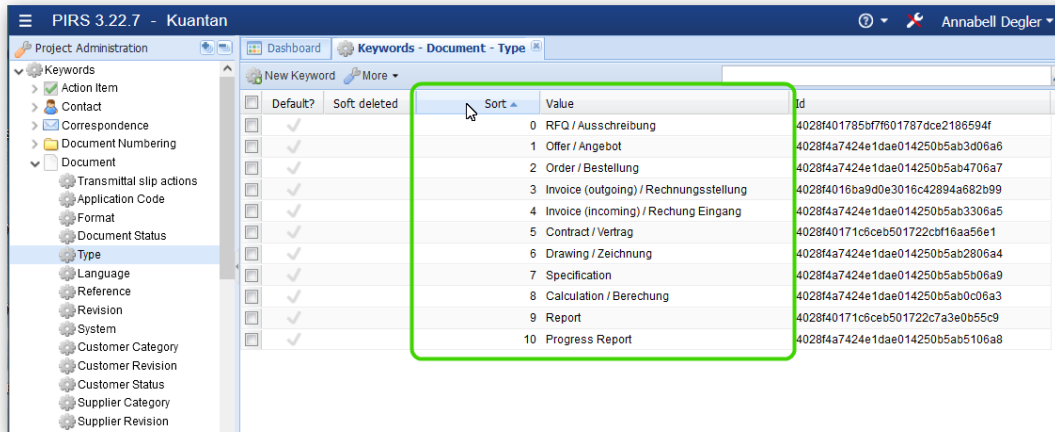 PIRS 3.22.7 - Kuantan
Annabell Degler
Project Administration
Keywords
Action Item
Contact
Correspondence
Document Numbering
Document
Transmittal slip actions
Application Code
Format
Document Status
Type
Language
Reference
Revision
System
Customer Category
Customer Revision
Customer Status
Supplier Category
Supplier Revision
Dashboard Keywords - Document - Type
New Keyword More
Default? Soft deleted Sort Value Id
0 RFQ / Ausschreibung 4028f401785bf7f601787dce2186594f
1 Offer / Angebot 4028f4a7424e1dae014250b5ab3d06a6
2 Order / Bestellung 4028f4a7424e1dae014250b5ab4706a7
3 Invoice (outgoing) / Rechnungsstellung 4028f4016ba9d0e3016c42894a682b99
4 Invoice (incoming) / Rechung Eingang 4028f4a7424e1dae014250b5ab3306a5
5 Contract / Vertrag 4028f40171c6ceb501722cbf16aa56e1
6 Drawing / Zeichnung 4028f4a7424e1dae014250b5ab2806a4
7 Specification 4028f4a7424e1dae014250b5ab5b06a9
8 Calculation / Berechung 4028f4a7424e1dae014250b5ab0c06a3
9 Report 4028f40171c6ceb501722c7a3e0b55c9
10 Progress Report 4028f4a7424e1dae014250b5ab5106a8